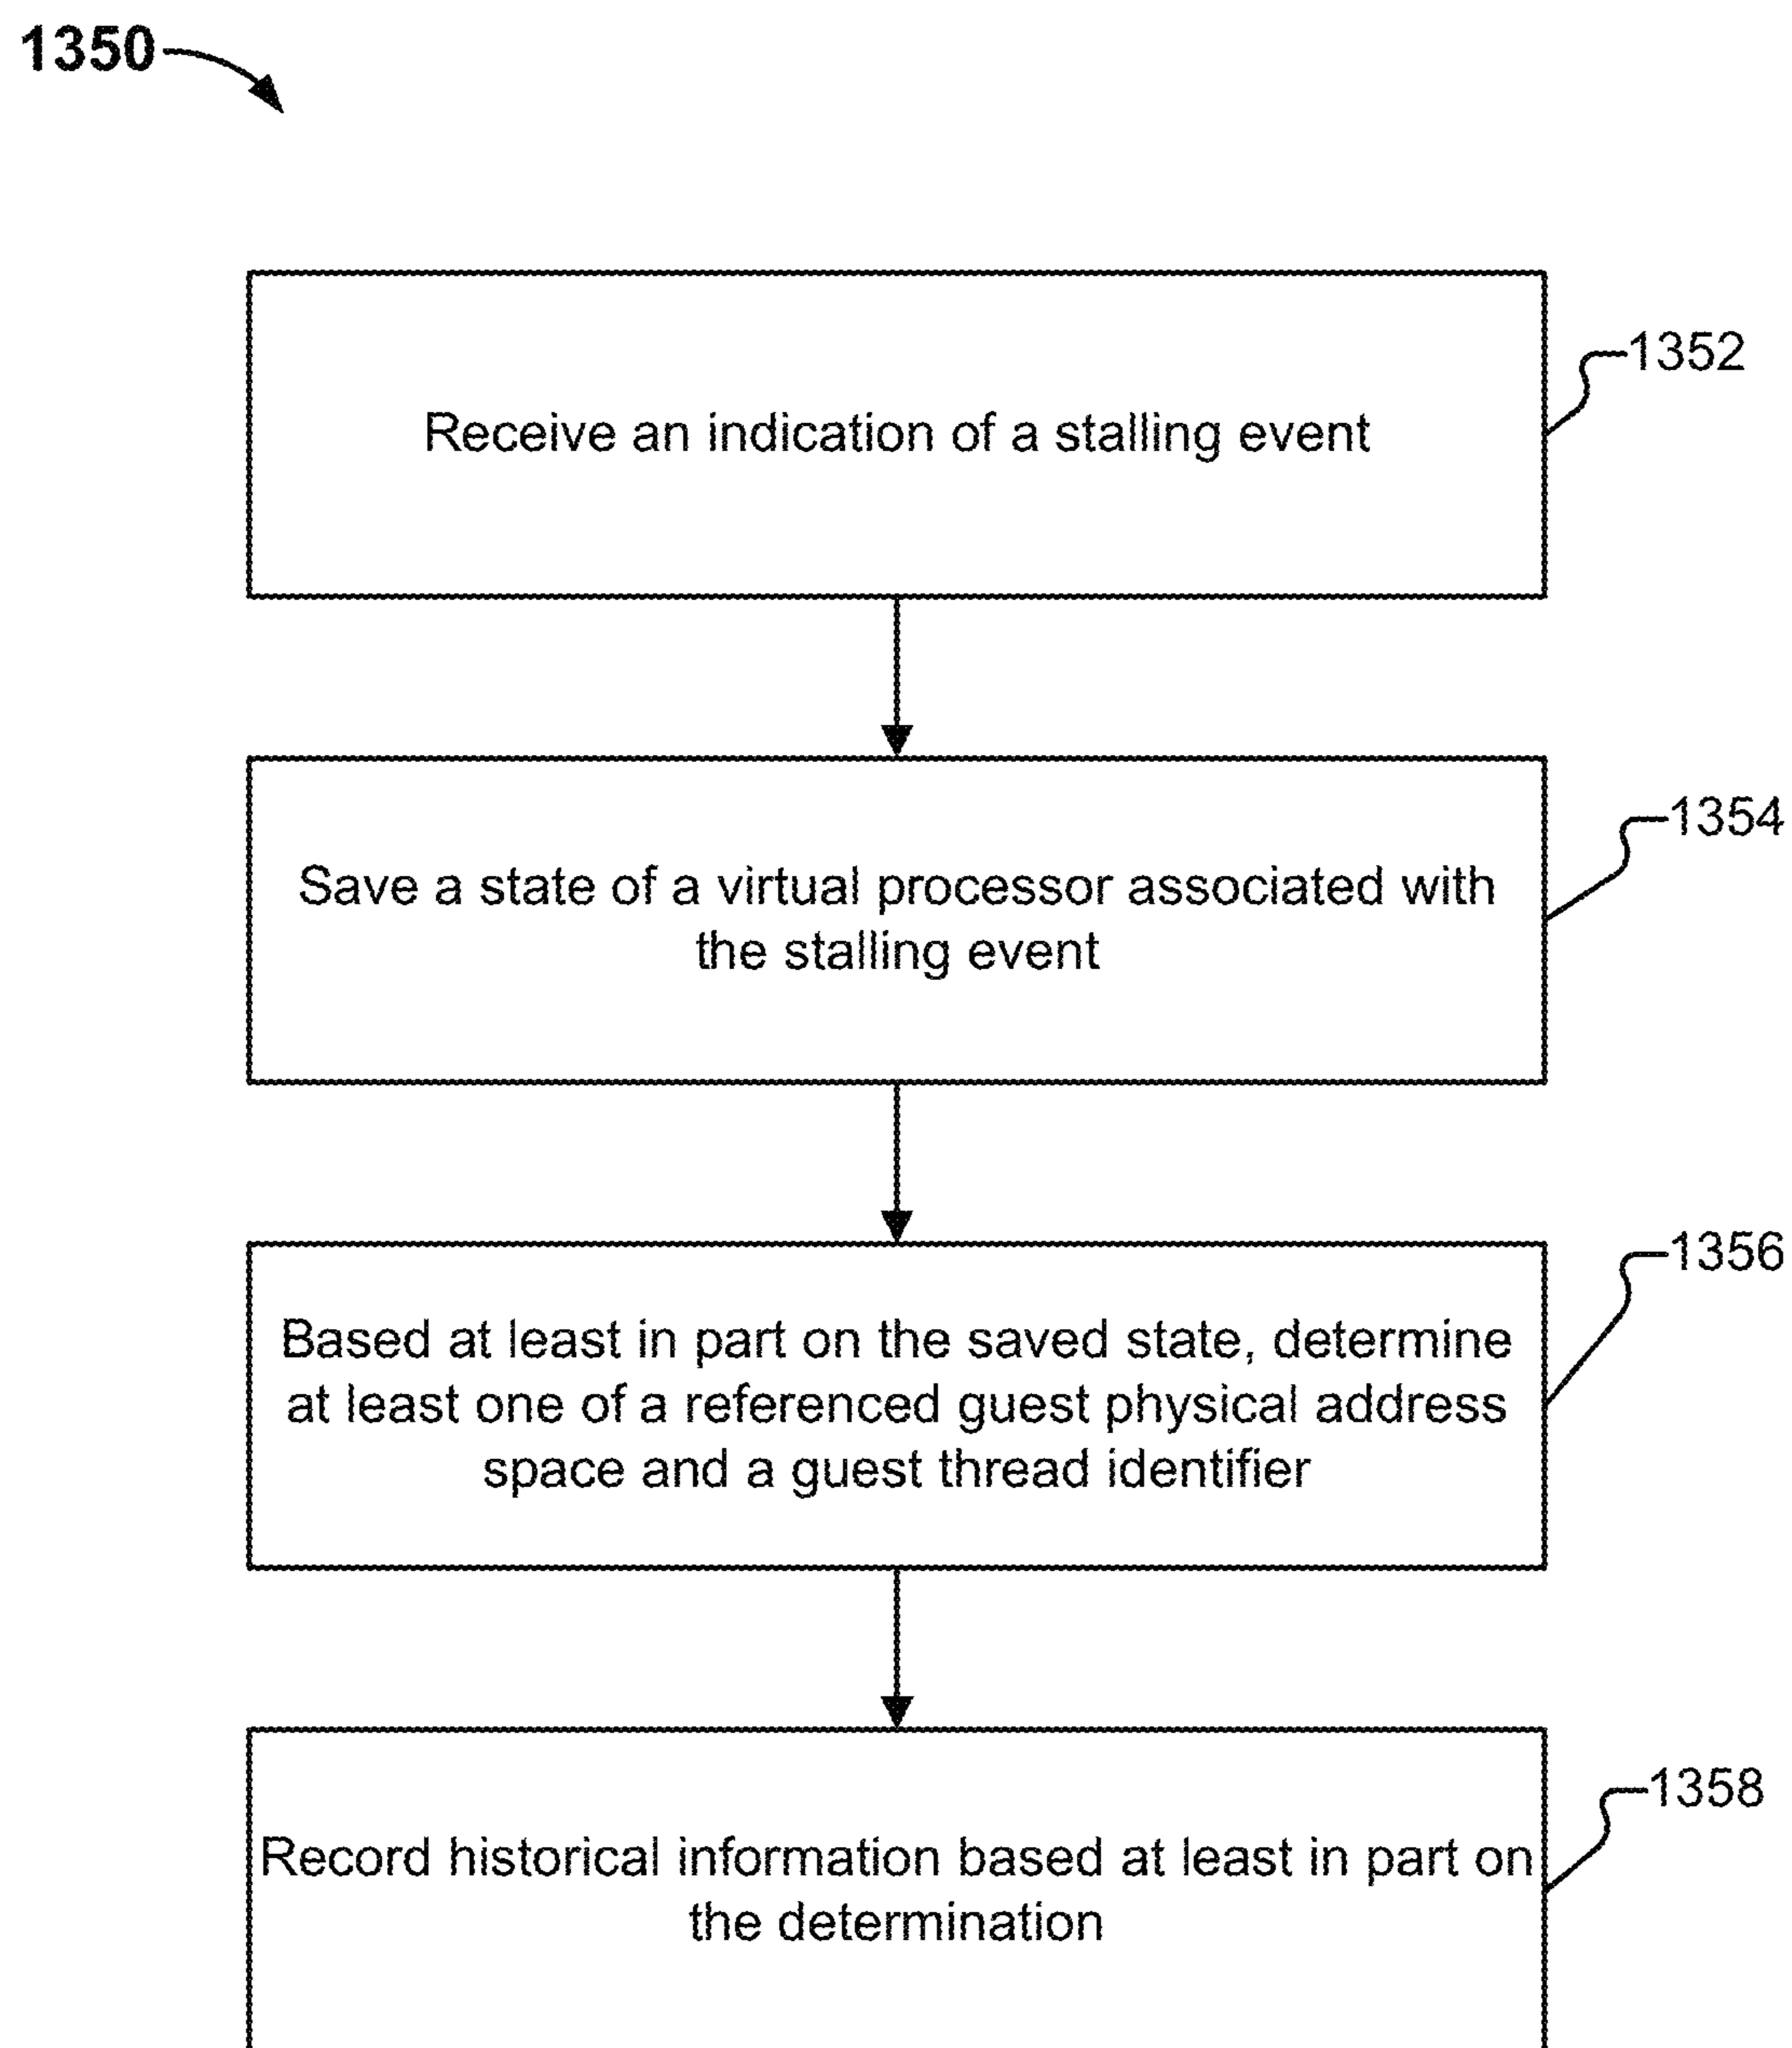 1350
1352
Receive an indication of a stalling event
1354
Save a state of a virtual processor associated with
the stalling event
1356
Based at least in part on the saved state, determine
at least one of a referenced guest physical address
space and a guest thread identifier
1358
Record historical information based at least in part on
the determination